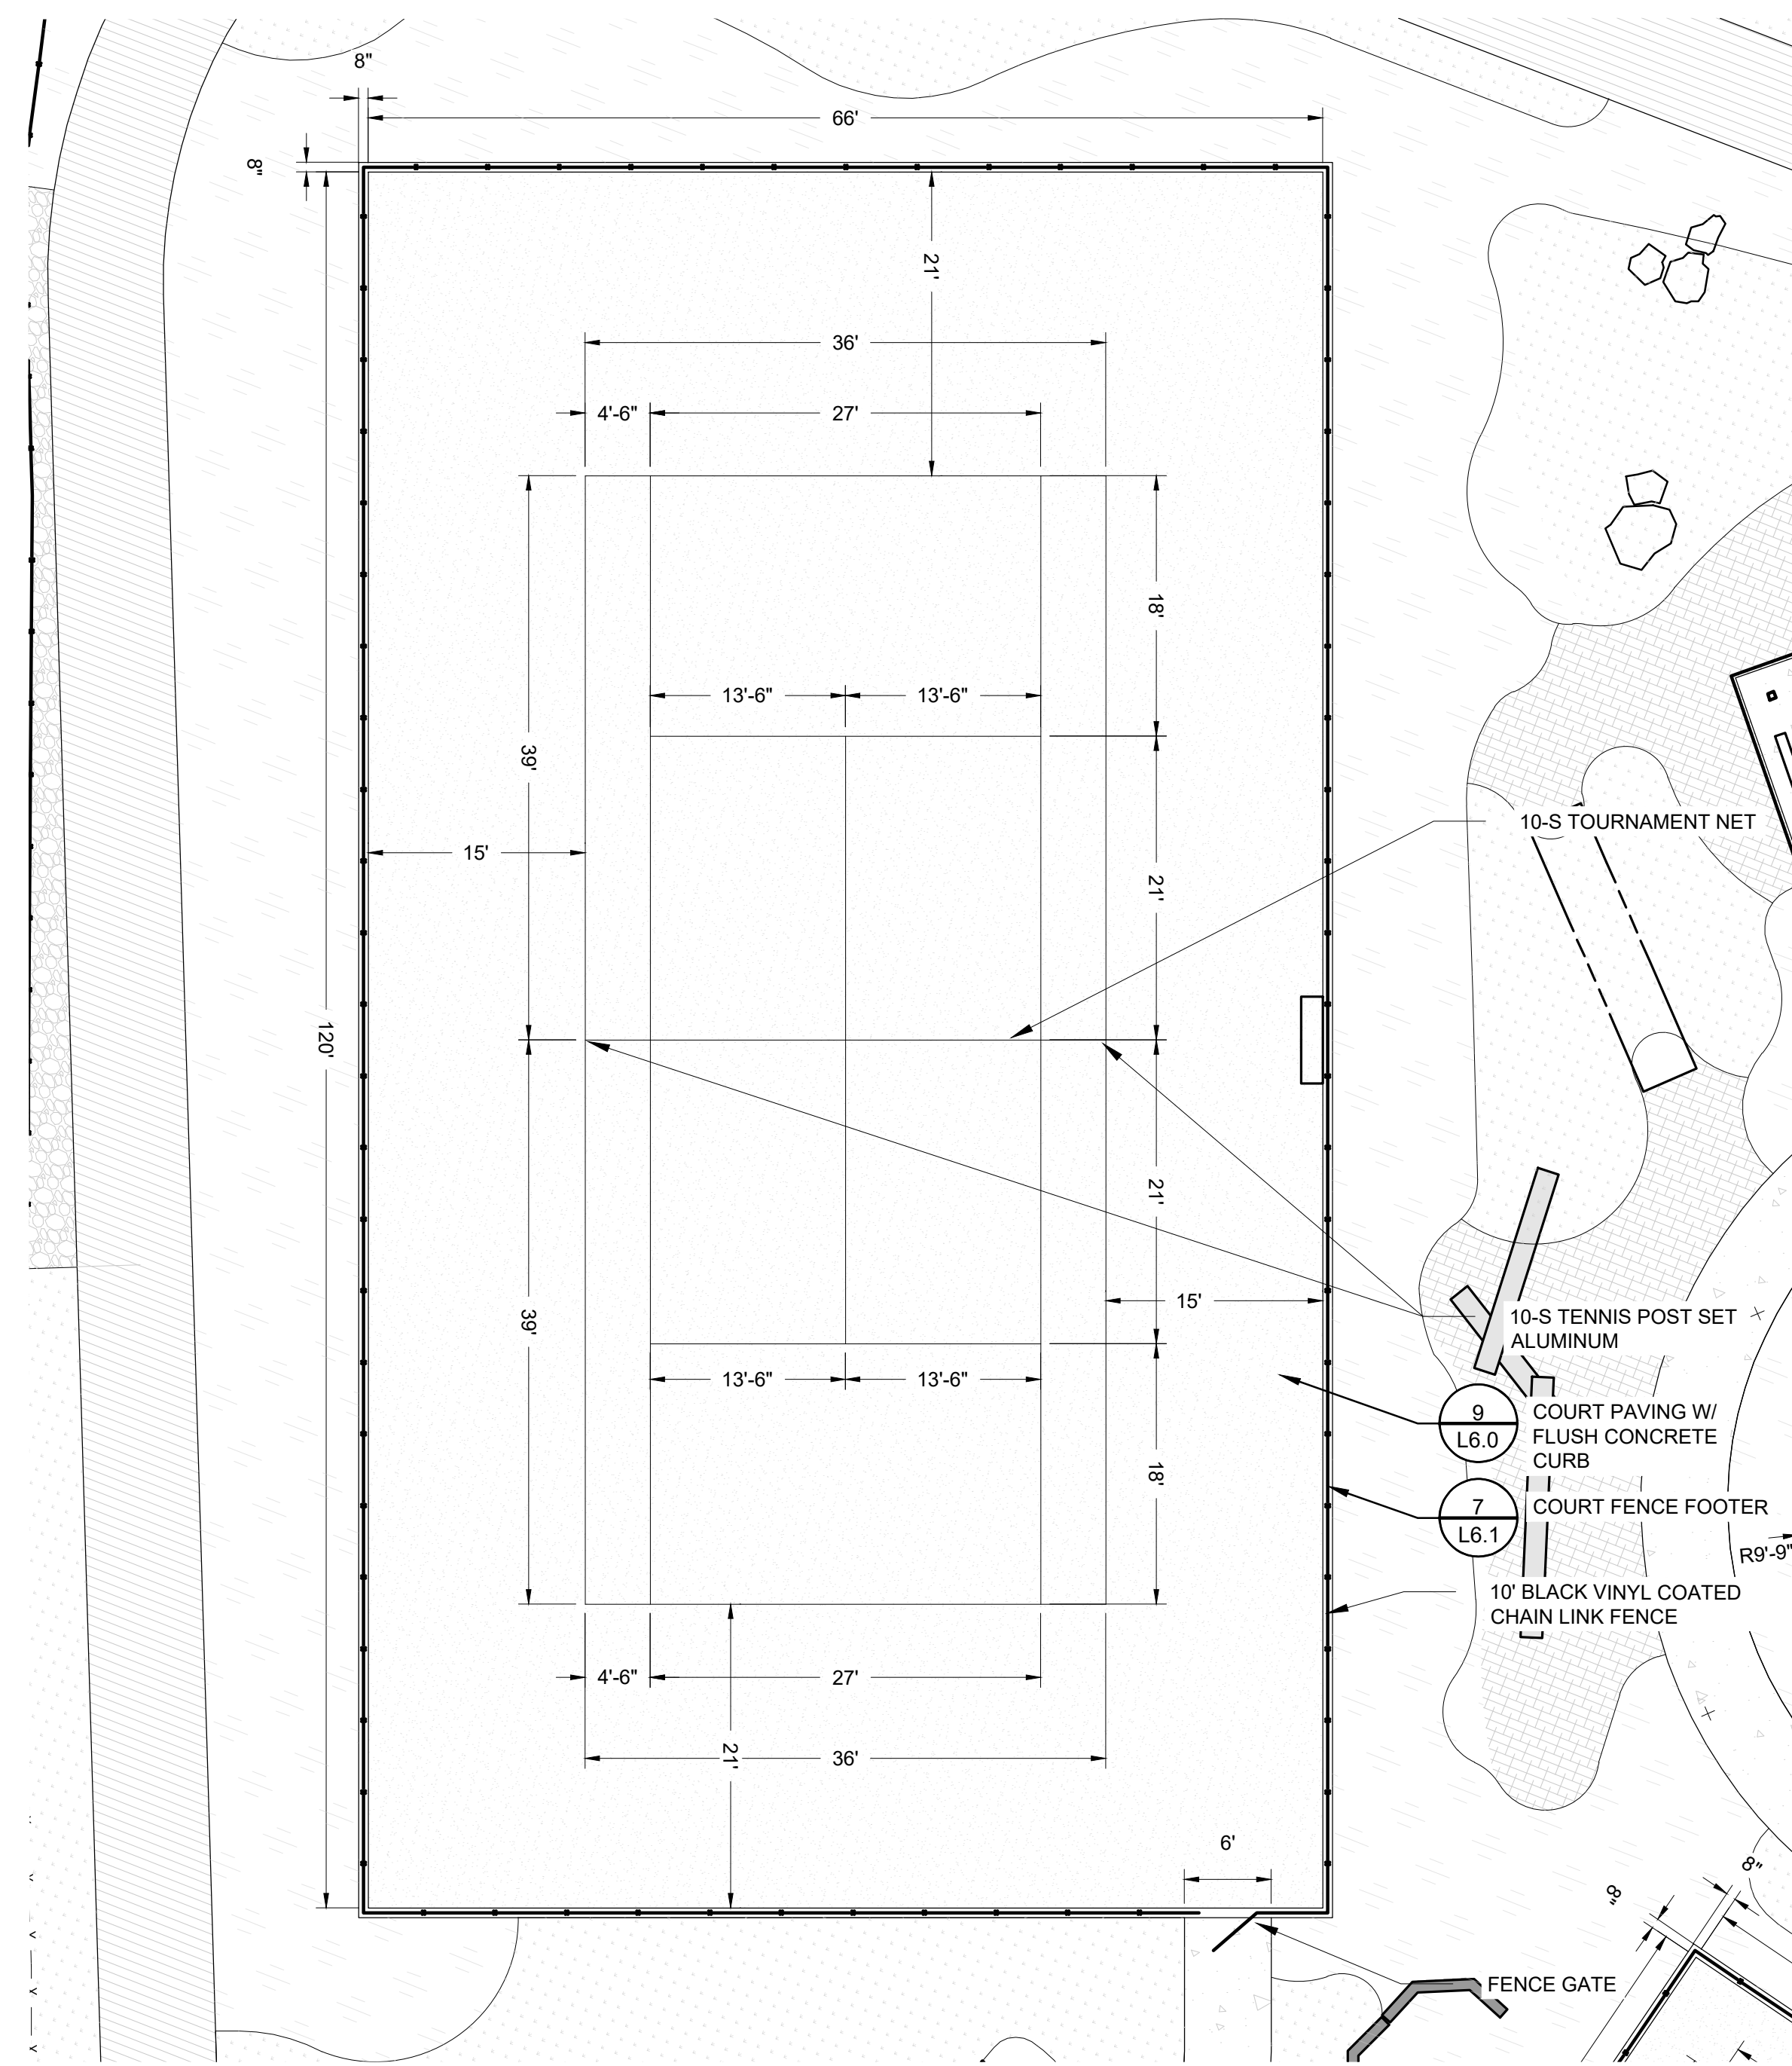 8"
66'
8"
21'
36'
4'-6"
27'
18'
13'-6"
13'-6"
39'
10-S TOURNAMENT NET
15'
21'
120'
21'
15'
39'
10-S TENNIS POST SET
ALUMINUM
13'-6"
13'-6"
9
L6.0
COURT PAVING W/
FLUSH CONCRETE
CURB
18'
7
L6.1
COURT FENCE FOOTER
R9'-9"
10' BLACK VINYL COATED
CHAIN LINK FENCE
4'-6"
27'
21'
36'
6'
8"
8"
FENCE GATE